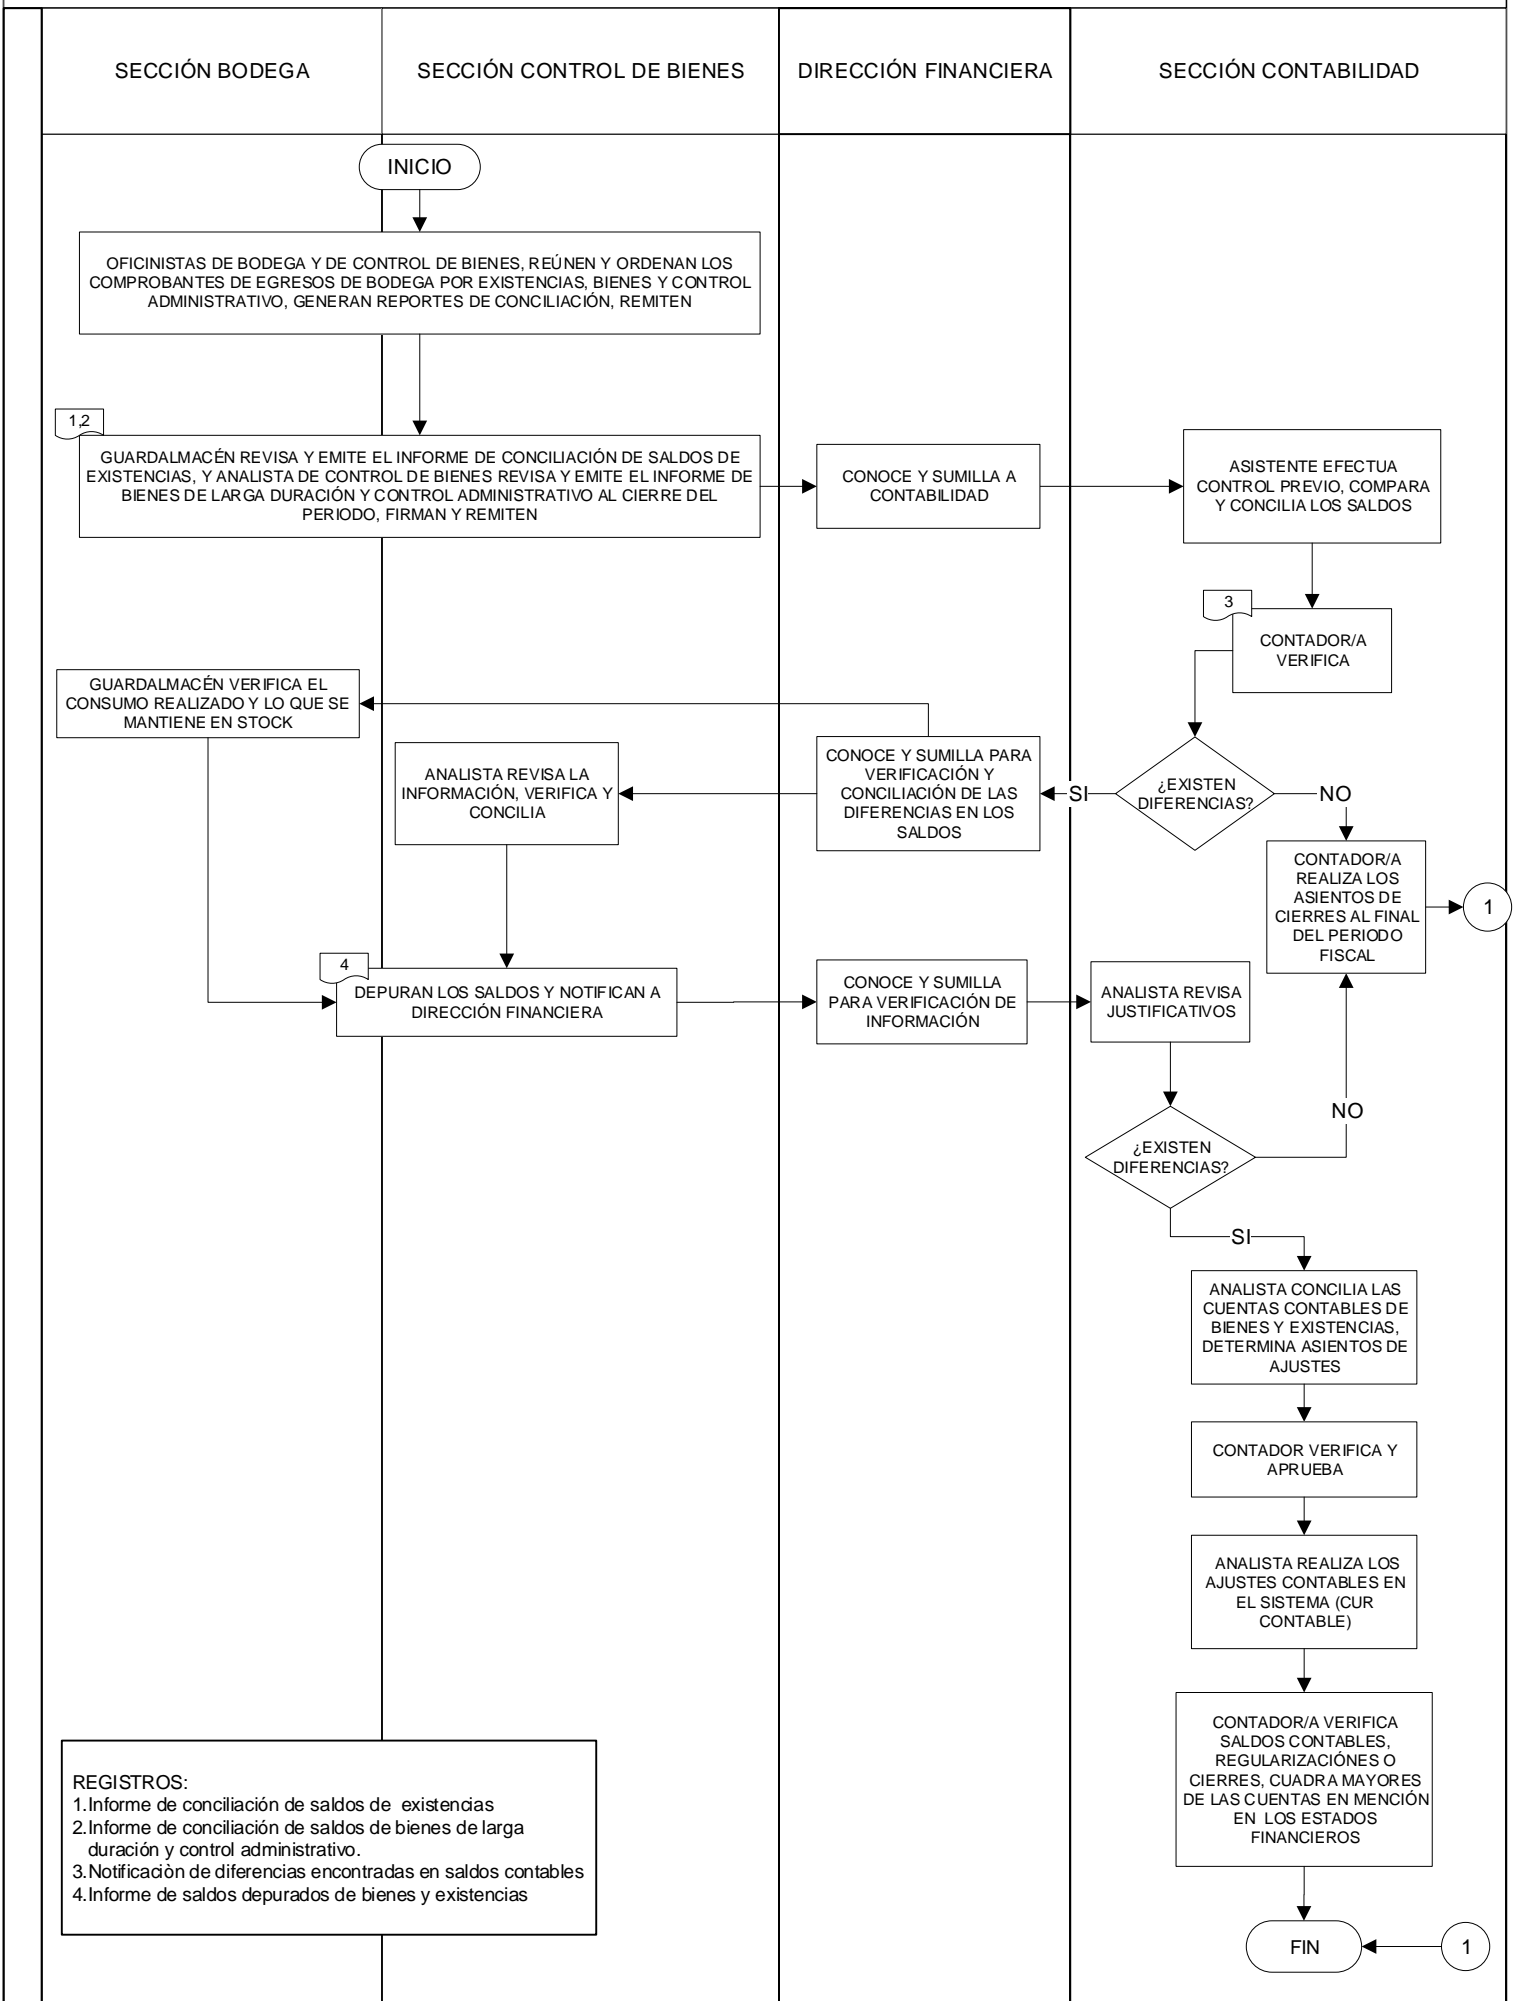 SECCIÓN BODEGA
SECCIÓN CONTROL DE BIENES
DIRECCIÓN FINANCIERA
SECCIÓN CONTABILIDAD
INICIO
OFICINISTAS DE BODEGA Y DE CONTROL DE BIENES, REÚNEN Y ORDENAN LOS
COMPROBANTES DE EGRESOS DE BODEGA POR EXISTENCIAS, BIENES Y CONTROL
ADMINISTRATIVO, GENERAN REPORTES DE CONCILIACIÓN, REMITEN
1,2
GUARDALMACÉN REVISA Y EMITE EL INFORME DE CONCILIACIÓN DE SALDOS DE
EXISTENCIAS, Y ANALISTA DE CONTROL DE BIENES REVISA Y EMITE EL INFORME DE
BIENES DE LARGA DURACIÓN Y CONTROL ADMINISTRATIVO AL CIERRE DEL
PERIODO, FIRMAN Y REMITEN
CONOCE Y SUMILLA A
CONTABILIDAD
ASISTENTE EFECTUA
CONTROL PREVIO, COMPARA
Y CONCILIA LOS SALDOS
3
CONTADOR/A
VERIFICA
GUARDALMACÉN VERIFICA EL
CONSUMO REALIZADO Y LO QUE SE
MANTIENE EN STOCK
ANALISTA REVISA LA
INFORMACIÓN, VERIFICA Y
CONCILIA
CONOCE Y SUMILLA PARA
VERIFICACIÓN Y
CONCILIACIÓN DE LAS
DIFERENCIAS EN LOS
SALDOS
SI
¿EXISTEN
DIFERENCIAS?
NO
CONTADOR/A
REALIZA LOS
ASIENTOS DE
CIERRES AL FINAL
DEL PERIODO
FISCAL
1
4
DEPURAN LOS SALDOS Y NOTIFICAN A
DIRECCIÓN FINANCIERA
CONOCE Y SUMILLA
PARA VERIFICACIÓN DE
INFORMACIÓN
ANALISTA REVISA
JUSTIFICATIVOS
NO
¿EXISTEN
DIFERENCIAS?
SI
ANALISTA CONCILIA LAS
CUENTAS CONTABLES DE
BIENES Y EXISTENCIAS,
DETERMINA ASIENTOS DE
AJUSTES
CONTADOR VERIFICA Y
APRUEBA
ANALISTA REALIZA LOS
AJUSTES CONTABLES EN
EL SISTEMA (CUR
CONTABLE)
CONTADOR/A VERIFICA
SALDOS CONTABLES,
REGULARIZACIÓNES O
CIERRES, CUADRA MAYORES
DE LAS CUENTAS EN MENCIÓN
EN LOS ESTADOS
FINANCIEROS
REGISTROS:
1.Informe de conciliación de saldos de existencias
2.Informe de conciliación de saldos de bienes de larga
duración y control administrativo.
3.Notificaciòn de diferencias encontradas en saldos contables
4.Informe de saldos depurados de bienes y existencias
FIN
1